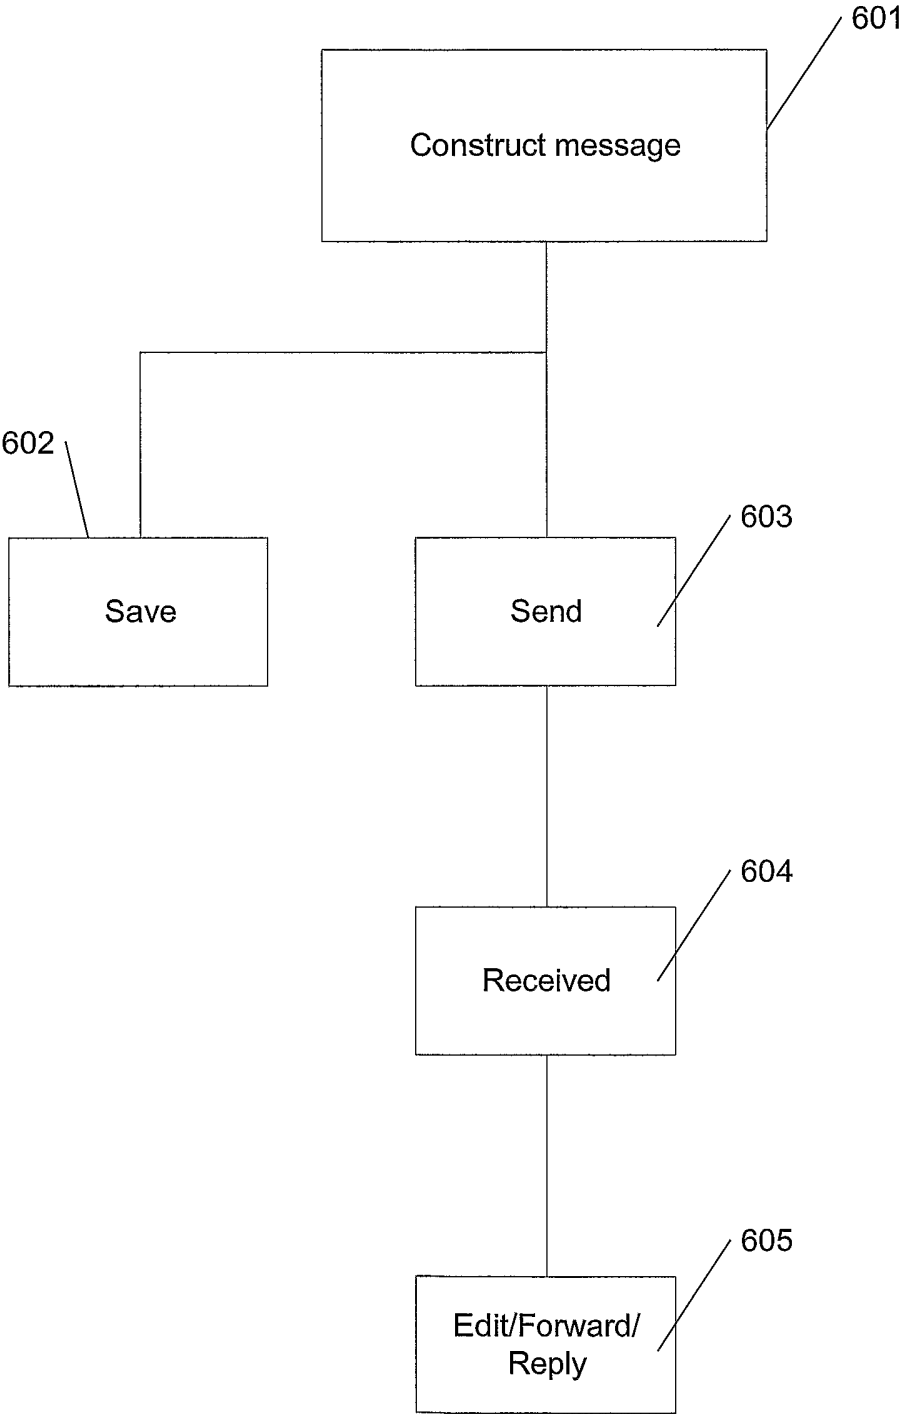 601
Construct message
602
603
Save
Send
604
Received
605
Edit/Forward/
Reply